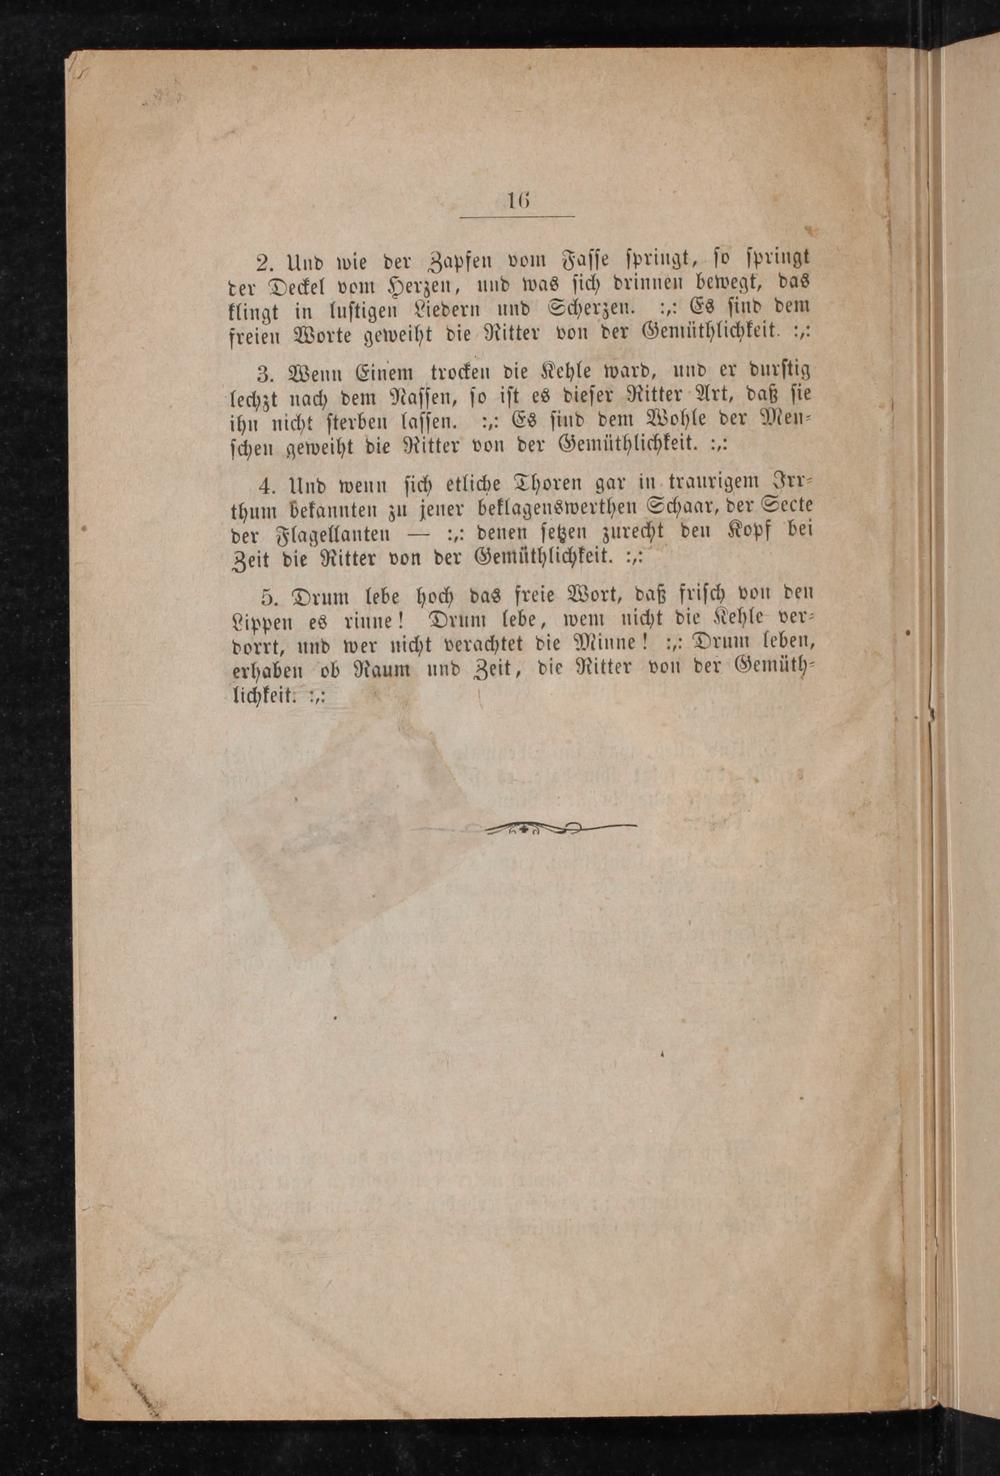 16
2. Und wie der Zapfen vom Fasse springt, so springt
der Deckel vom Herzen, und was sich drinnen bewegt, das
klingt in lustigen Liedern und Scherzen. :,: Es sind dem
freien Worte geweiht die Ritter von der Gemüthlichkeit. :,:
3. Wenn Einem trocken die Kehle ward, und er durstig
lechzt nach dem Nassen, so ist es dieser Ritter Art, daß sie
ihn nicht sterben lassen. :,: Es sind dem Wohle der Men-
schen geweiht die Ritter von der Gemüthlichkeit. :,:
4. Und wenn sich etliche Thoren gar in traurigem Irr-
thum bekannten zu jener beklagenswerthen Schaar, der Secte
der Flagellanten — :,: denen setzen zurecht den Kopf bei
Zeit die Ritter von der Gemüthlichkeit. :,:
5. Drum lebe hoch das freie Wort, daß frisch von den
Lippen es rinne! Drum lebe, wem nicht die Kehle ver-
dorrt, und wer nicht verachtet die Minne! :,: Drum leben,
erhaben ob Raum und Zeit, die Ritter von der Gemüth-
lichkeit. :,: